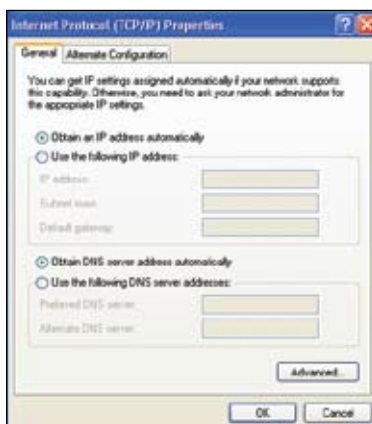 Internet Protocol (TCP/IP) Properties
General
Alternate Configuration
You can get IP settings assigned automatically if your network supports
this capability. Otherwise, you need to ask your network administrator for
the appropriate IP settings.
Obtain an IP address automatically
Use the following IP address:
IP address:
Subnet mask:
Default gateway:
Obtain DNS server address automatically
Use the following DNS server addresses:
Preferred DNS server:
Alternate DNS server:
Advanced...
OK
Cancel